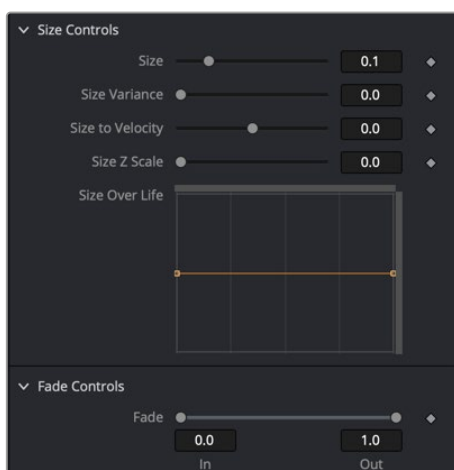 Size Controls
Size 0.1
Size Variance 0.0
Size to Velocity 0.0
Size Z Scale 0.0
Size Over Life
Fade Controls
Fade
0.0 1.0
In Out